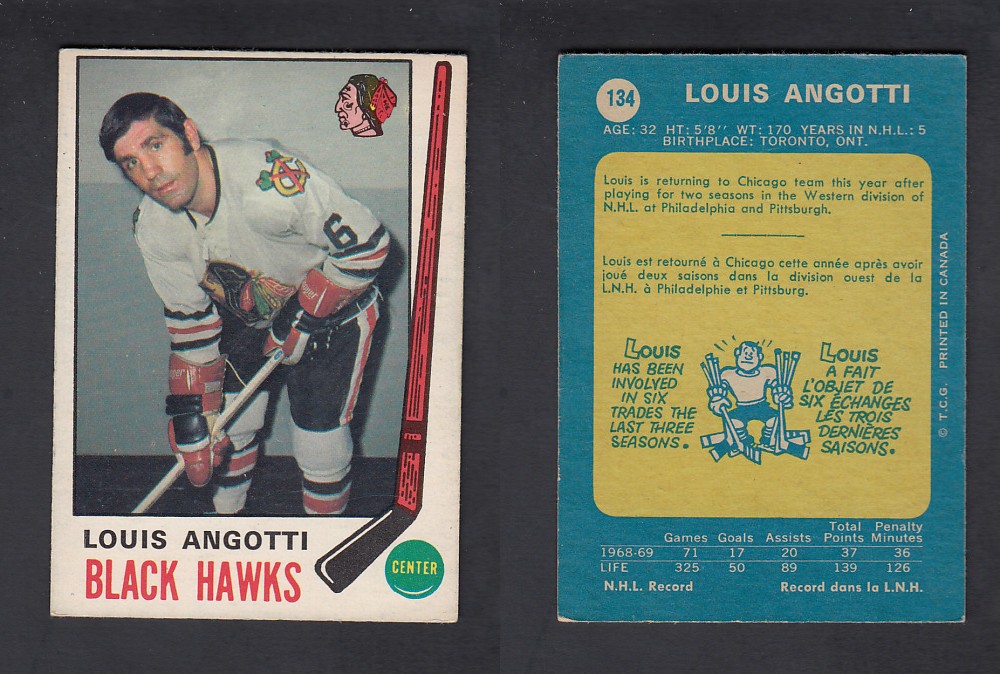 6
LOUIS ANGOTTI
BLACK HAWKS
CENTER
134
LOUIS ANGOTTI
AGE: 32 HT: 5'8'' WT: 170 YEARS IN N.H.L.: 5
BIRTHPLACE: TORONTO, ONT.
Louis is returning to Chicago team this year after
playing for two seasons in the Western division of
N.H.L. at Philadelphia and Pittsburgh.
Louis est retourné à Chicago cette année après avoir
joué deux saisons dans la division ouest de la
L.N.H. à Philadelphie et Pittsburg.
LOUIS
HAS BEEN
INVOLVED
IN SIX
TRADES THE
LAST THREE
SEASONS.
LOUIS
A FAIT
L'OBJET DE
SIX ÉCHANGES
LES TROIS
DERNIÈRES
SAISONS.
© T.C.G. PRINTED IN CANADA
Games Goals Assists Total Points Penalty Minutes
1968-69 71 17 20 37 36
LIFE 325 50 89 139 126
N.H.L. Record Record dans la L.N.H.